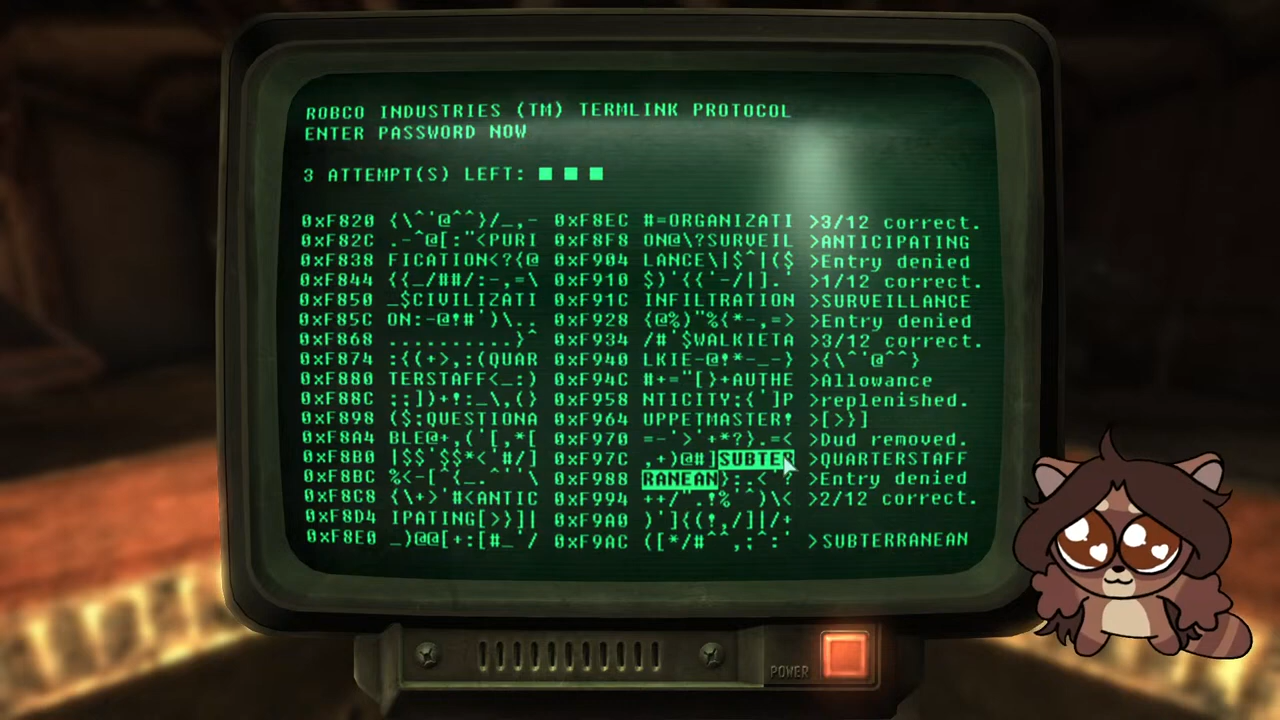 ROBCO INDUSTRIES (TM) TERMLINK PROTOCOL
ENTER PASSWORD NOW
3 ATTEMPT(S) LEFT: ■ ■ ■
0xF820 {\^'@^^}/_,- 0xF8EC #=ORGANIZATI >3/12 correct.
0xF82C .-^@[:"<PURI 0xF8F8 ON@\?SURVEIL >ANTICIPATING
0xF838 FICATION<?{@ 0xF904 LANCE\|$^|($ >Entry denied
0xF844 {{_/##/:-,=\ 0xF910 $)'{{'-/|].' >1/12 correct.
0xF850 _$CIVILIZATI 0xF91C INFILTRATION >SURVEILLANCE
0xF85C ON:-@!#')\.. 0xF928 {@%)"%{*-,=> >Entry denied
0xF868 ..........}^ 0xF934 /#'$WALKIETA >3/12 correct.
0xF874 :{(+>,:(QUAR 0xF940 LKIE-@!*-_-} >{\^'@^^}
0xF880 TERSTAFF<_:) 0xF94C #+="[}+AUTHE >Allowance
0xF88C :;])+!:_\,(} 0xF958 NTICITY;{']P >replenished.
0xF898 ($;QUESTIONA 0xF964 UPPETMASTER! >[>}]
0xF8A4 BLE@+,('[,*[ 0xF970 =-'>'+*?}.=< >Dud removed.
0xF8B0 |$$'$$*<'#/] 0xF97C ,+)@#]SUBTER >QUARTERSTAFF
0xF8BC %<-[^{_.^''\ 0xF988 RANEAN}:.<'? >Entry denied
0xF8C8 {\+>'#<ANTIC 0xF994 ++/".!%'^)\< >2/12 correct.
0xF8D4 IPATING[>}]| 0xF9A0 )']{((!,/]|/+
0xF8E0 _)@@[+:[#_'/ 0xF9AC ([*/#^^,;^:' >SUBTERRANEAN
POWER